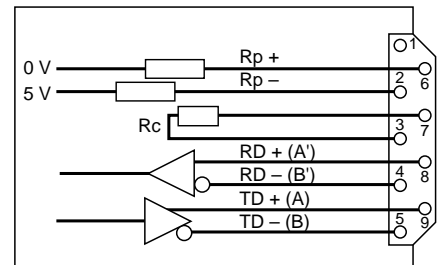 1
0 V
Rp +
6
5 V
Rp –
2
7
Rc
3
RD + (A')
8
RD – (B')
4
TD + (A)
9
TD – (B)
5